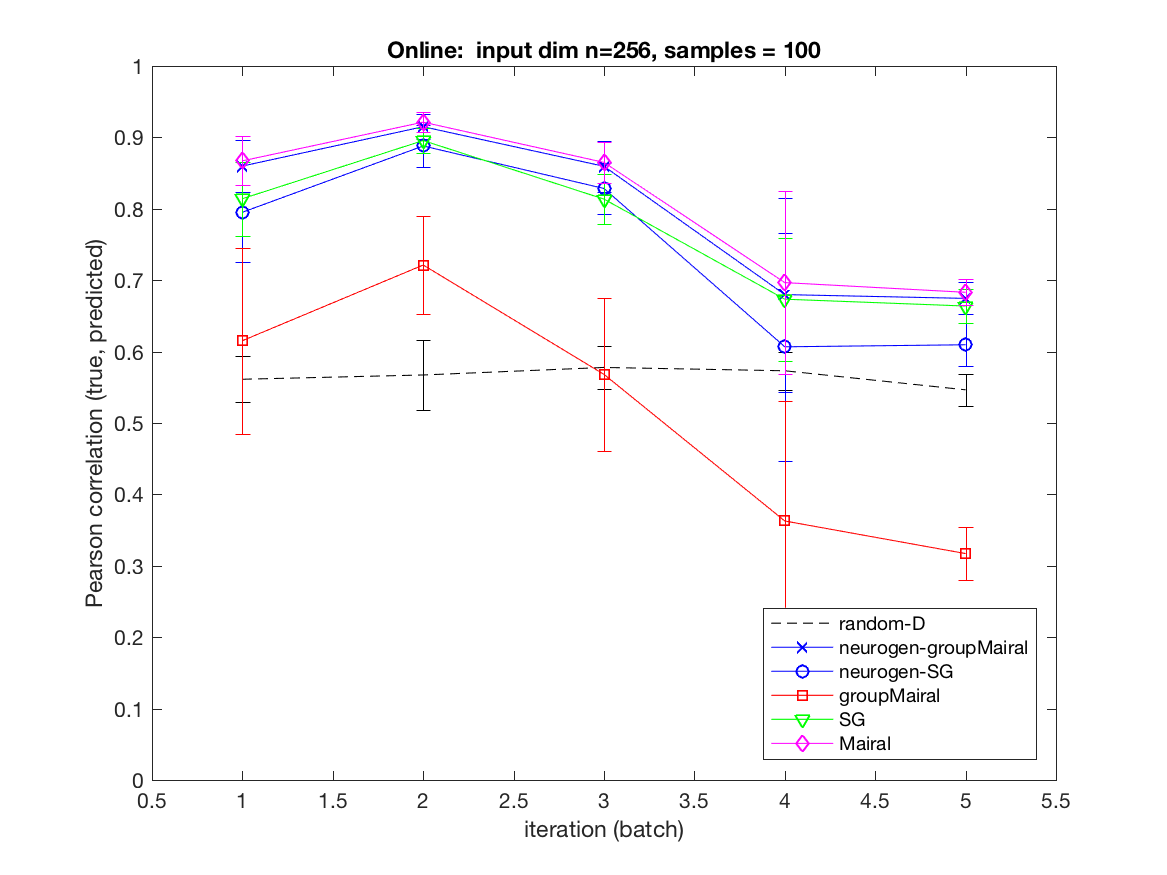 Online: input dim n=256, samples = 100
Pearson correlation (true, predicted)
1
0.9
0.8
0.7
0.6
0.5
0.4
0.3
0.2
0.1
0
random-D
neurogen-groupMairal
neurogen-SG
groupMairal
SG
Mairal
0.5 1 1.5 2 2.5 3 3.5 4 4.5 5 5.5
iteration (batch)